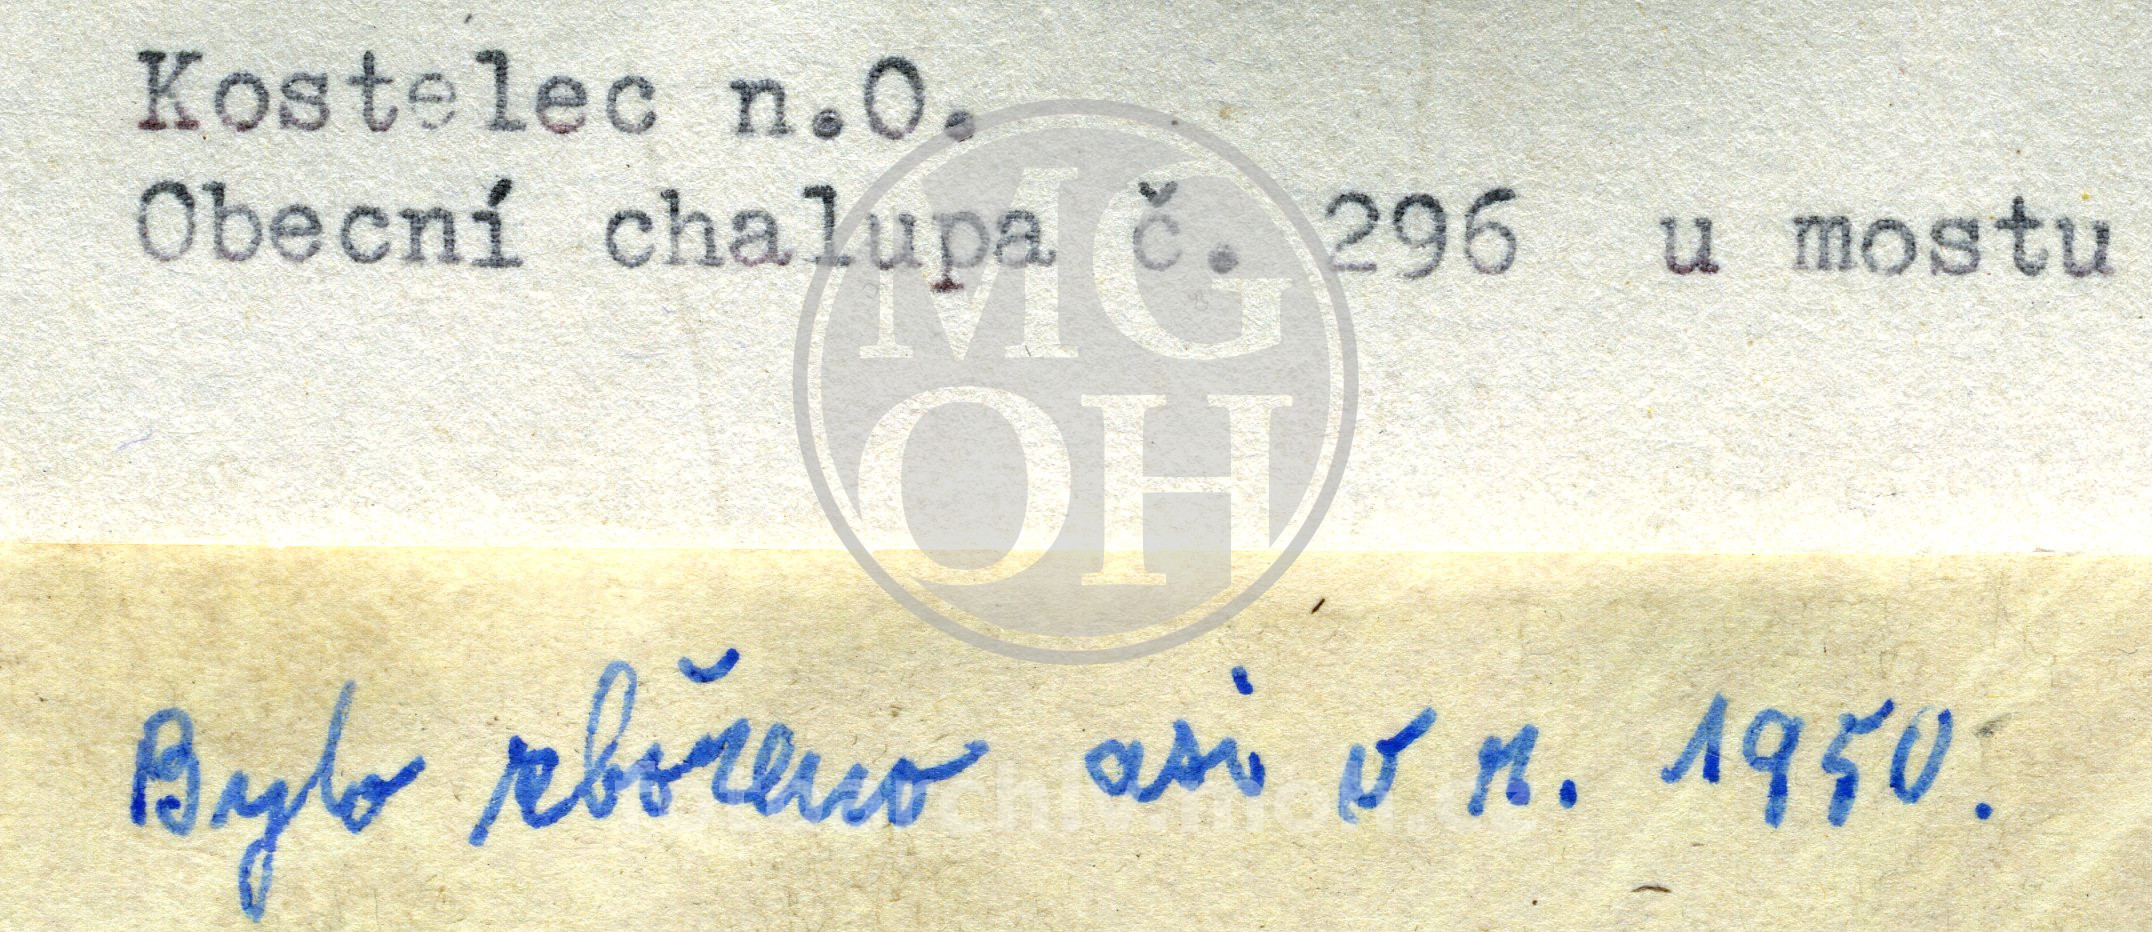 Kostelec n.O.
Obecní chalupa č. 296 u mostu
MG
OH
Bylo zbořeno asi v r. 1950.